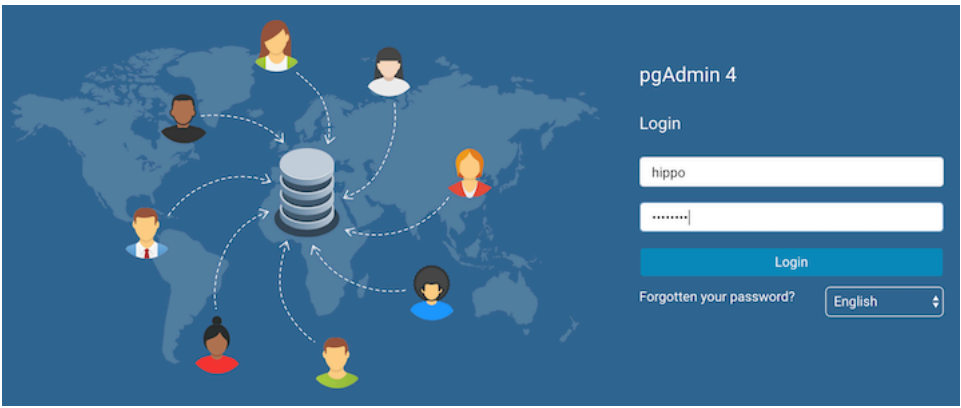 pgAdmin 4
Login
hippo
••••••••
Login
Forgotten your password?
English